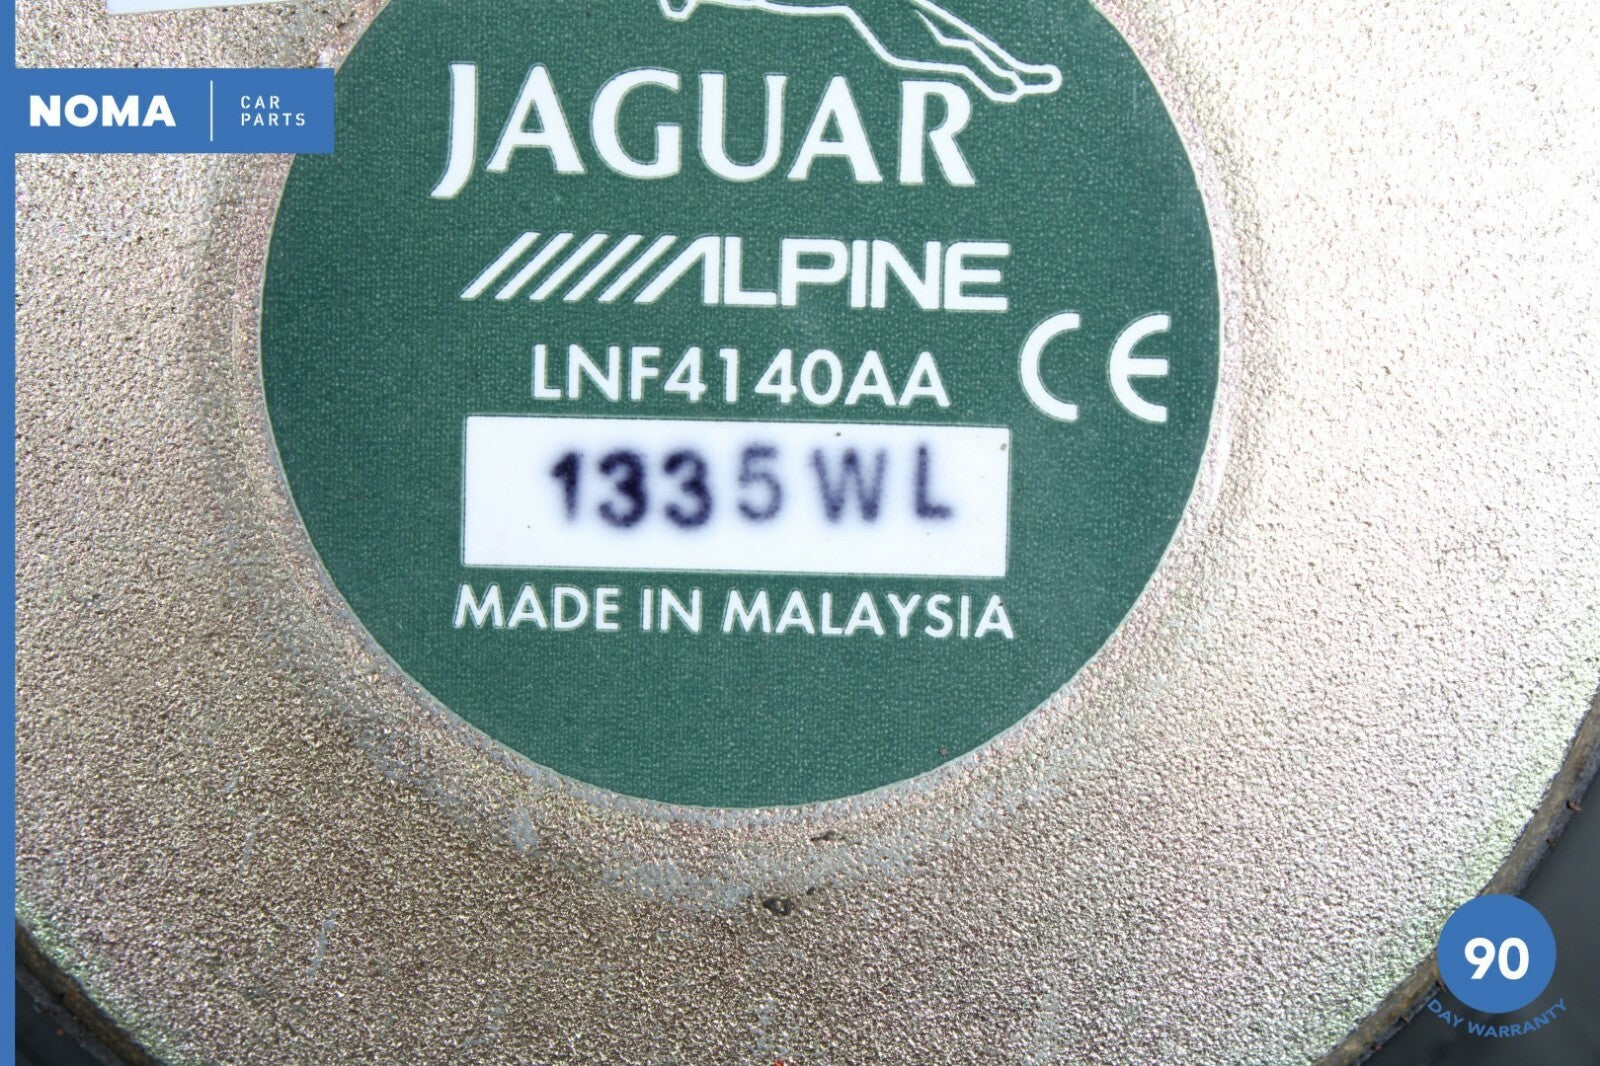 NOMA
CAR
PARTS
JAGUAR
ALPINE
LNF4140AA
CE
1335WL
MADE IN MALAYSIA
90
DAY WARRANTY